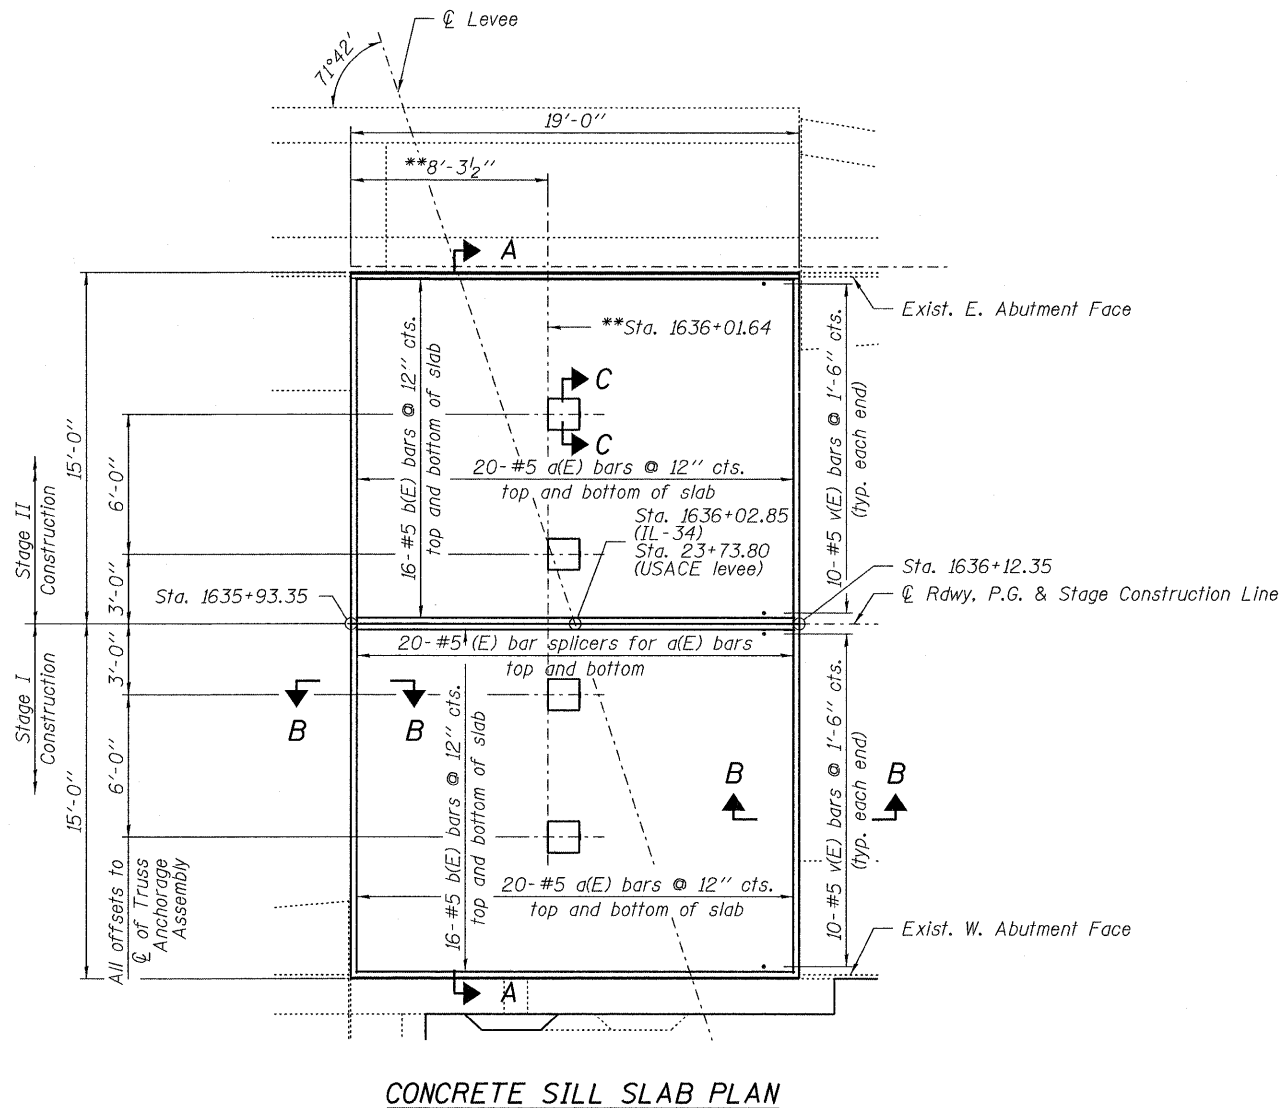 ℄ Levee
71°42'
19'-0"
**8'-3½"
A
Exist. E. Abutment Face
**Sta. 1636+01.64
16-#5 b(E) bars @ 12" cts.
top and bottom of slab
10-#5 v(E) bars @ 1'-6" cts.
(typ. each end)
C
C
15'-0"
6'-0"
3'-0"
Stage II
Construction
20-#5 a(E) bars @ 12" cts.
top and bottom of slab
Sta. 1636+02.85
(IL-34)
Sta. 23+73.80
(USACE levee)
Sta. 1635+93.35
Sta. 1636+12.35
℄ Rdwy, P.G. & Stage Construction Line
20-#5 (E) bar splicers for a(E) bars
top and bottom
Stage I
Construction
3'-0"
6'-0"
15'-0"
B
B
B
B
16-#5 b(E) bars @ 12" cts.
top and bottom of slab
10-#5 v(E) bars @ 1'-6" cts.
(typ. each end)
20-#5 a(E) bars @ 12" cts.
top and bottom of slab
All offsets to
℄ of Truss
Anchorage
Assembly
Exist. W. Abutment Face
A
CONCRETE SILL SLAB PLAN